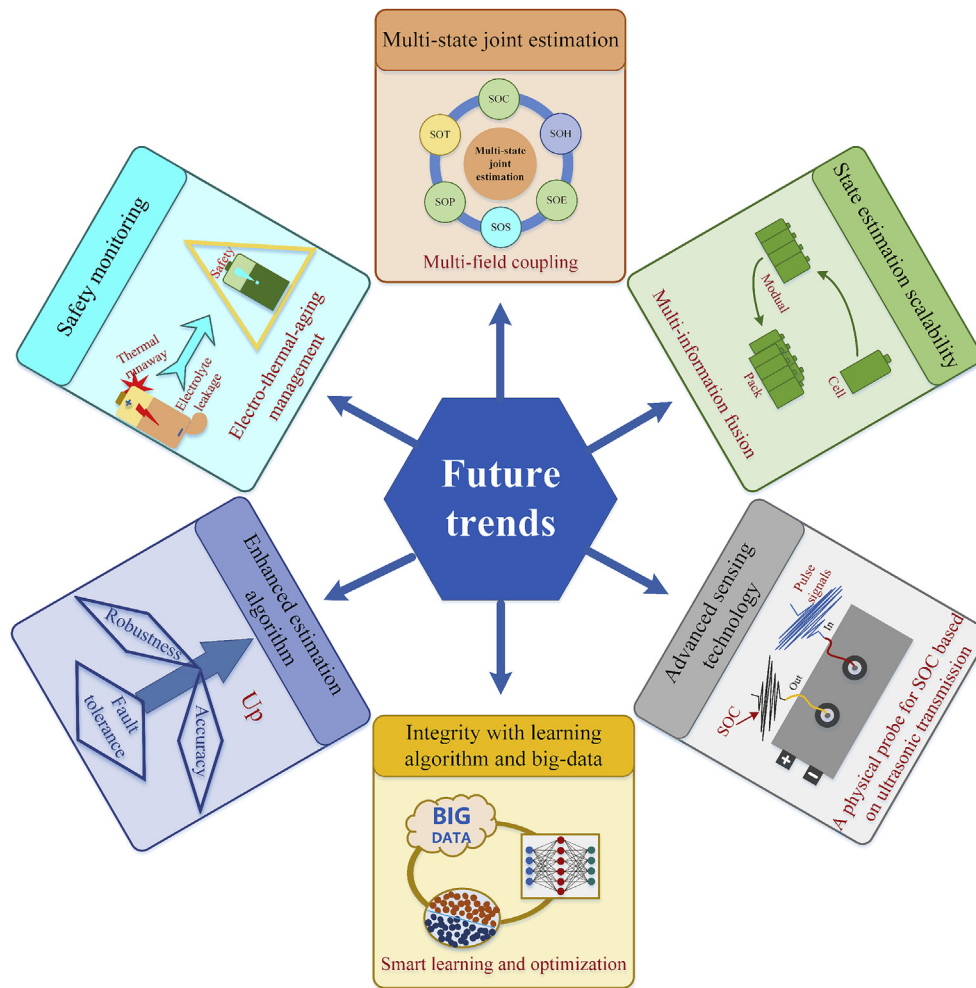 Multi-state joint estimation
SOC
SOT
SOH
Multi-state
joint
estimation
SOP
SOE
SOS
Multi-field coupling
State estimation scalability
Modual
Pack
Cell
Multi-information fusion
Advanced sensing
technology
Pulse
signals
In
Out
SOC
+
−
A physical probe for SOC based
on ultrasonic transmission
Integrity with learning
algorithm and big-data
BIG
DATA
Smart learning and optimization
Enhanced estimation
algorithm
Robustness
Fault
tolerance
Accuracy
Up
Safety monitoring
Safety
Thermal
runaway
Electrolyte
leakage
+
-
Electro-thermal-aging
management
Future
trends